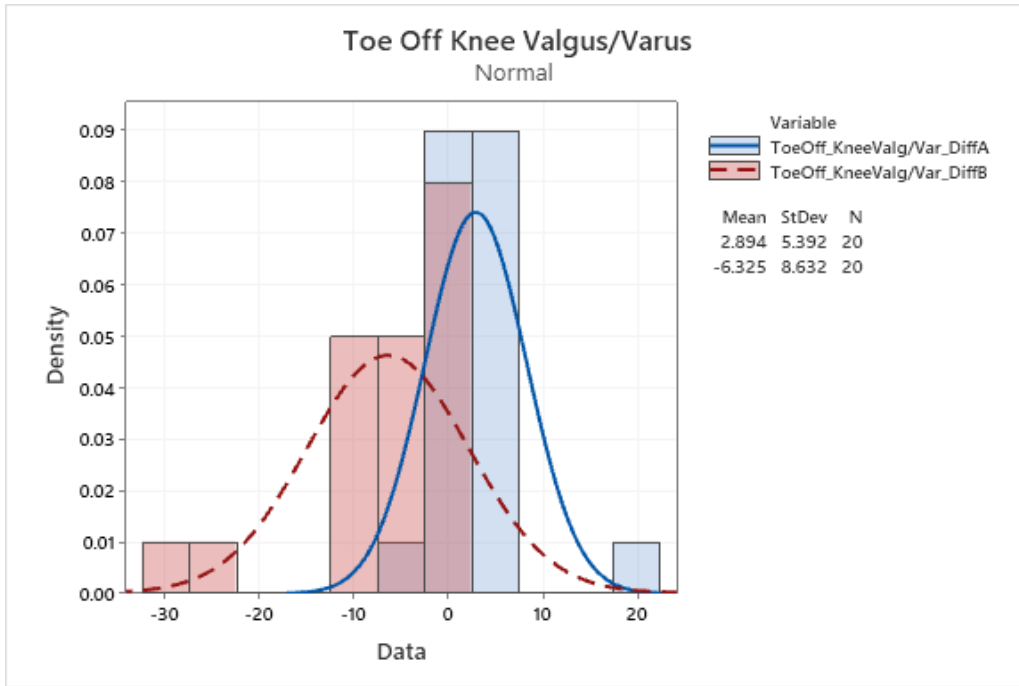 Toe Off Knee Valgus/Varus
Normal
Variable
ToeOff_KneeValg/Var_DiffA
ToeOff_KneeValg/Var_DiffB
Mean StDev N
2.894 5.392 20
-6.325 8.632 20
Density
0.09
0.08
0.07
0.06
0.05
0.04
0.03
0.02
0.01
0.00
-30 -20 -10 0 10 20
Data